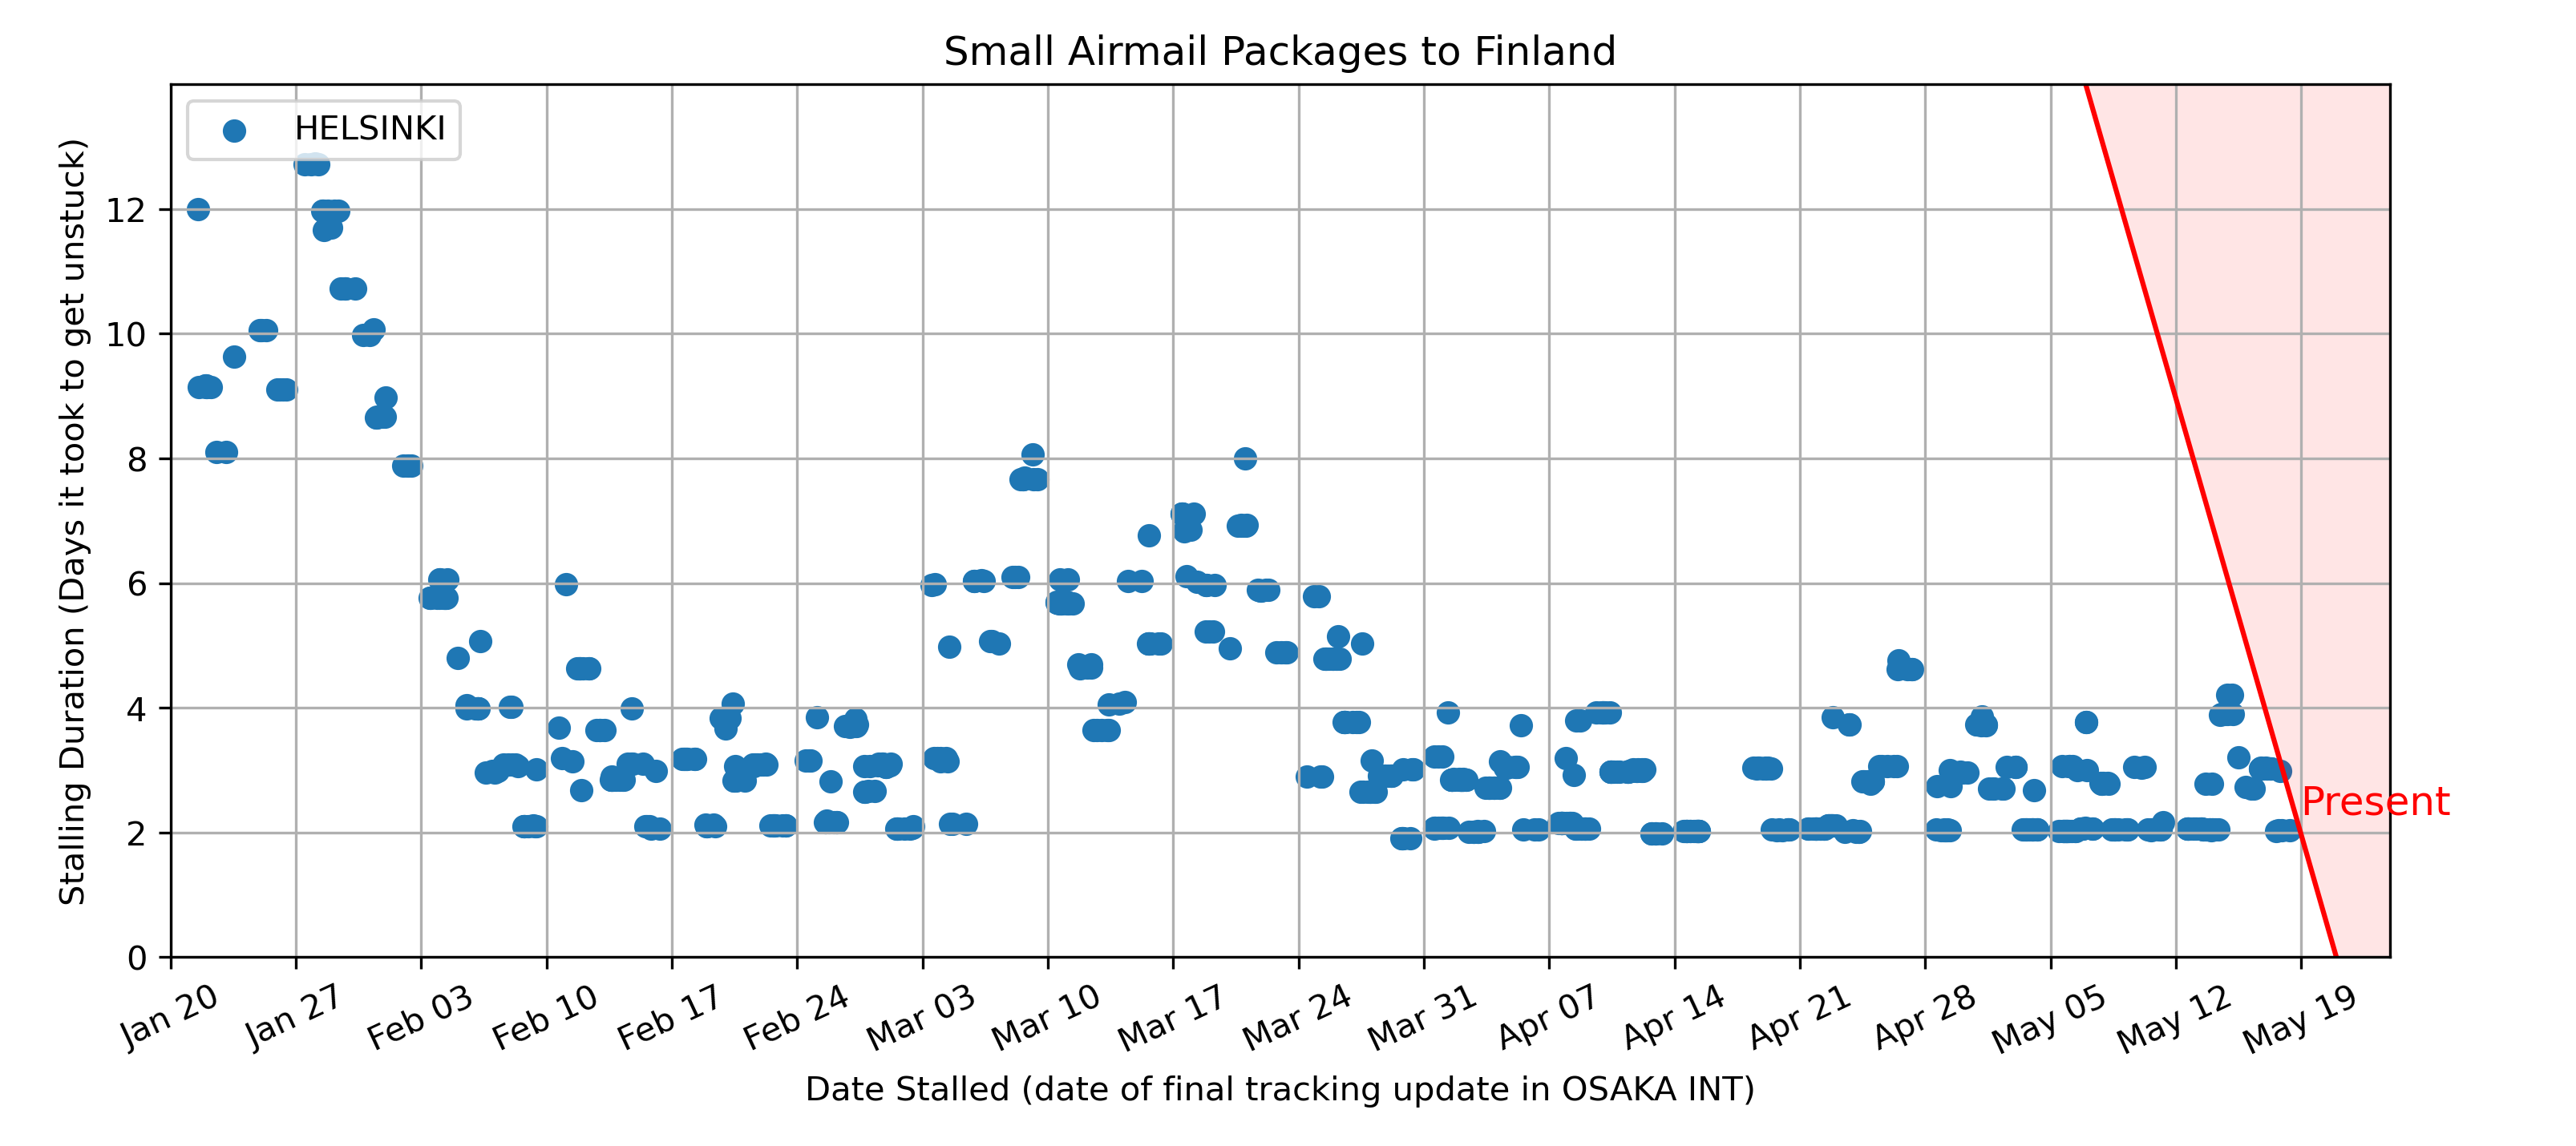 Small Airmail Packages to Finland
HELSINKI
Stalling Duration (Days it took to get unstuck)
12
10
8
6
4
2
0
Present
Jan 20
Jan 27
Feb 03
Feb 10
Feb 17
Feb 24
Mar 03
Mar 10
Mar 17
Mar 24
Mar 31
Apr 07
Apr 14
Apr 21
Apr 28
May 05
May 12
May 19
Date Stalled (date of final tracking update in OSAKA INT)